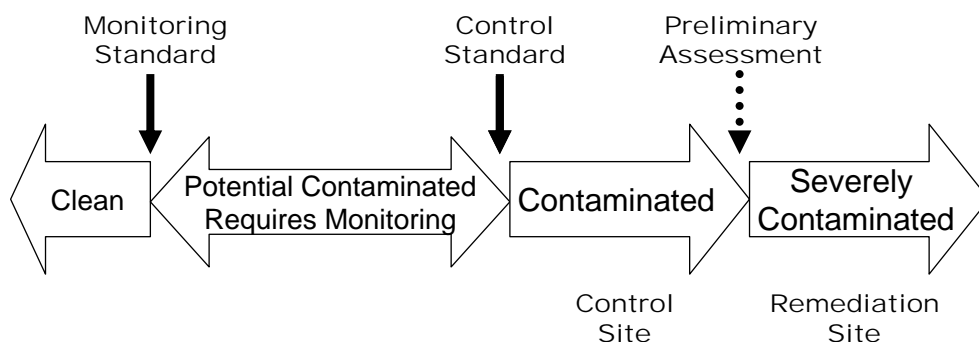 Monitoring
Standard
Control
Standard
Preliminary
Assessment
Clean
Potential Contaminated
Requires Monitoring
Contaminated
Severely
Contaminated
Control
Site
Remediation
Site